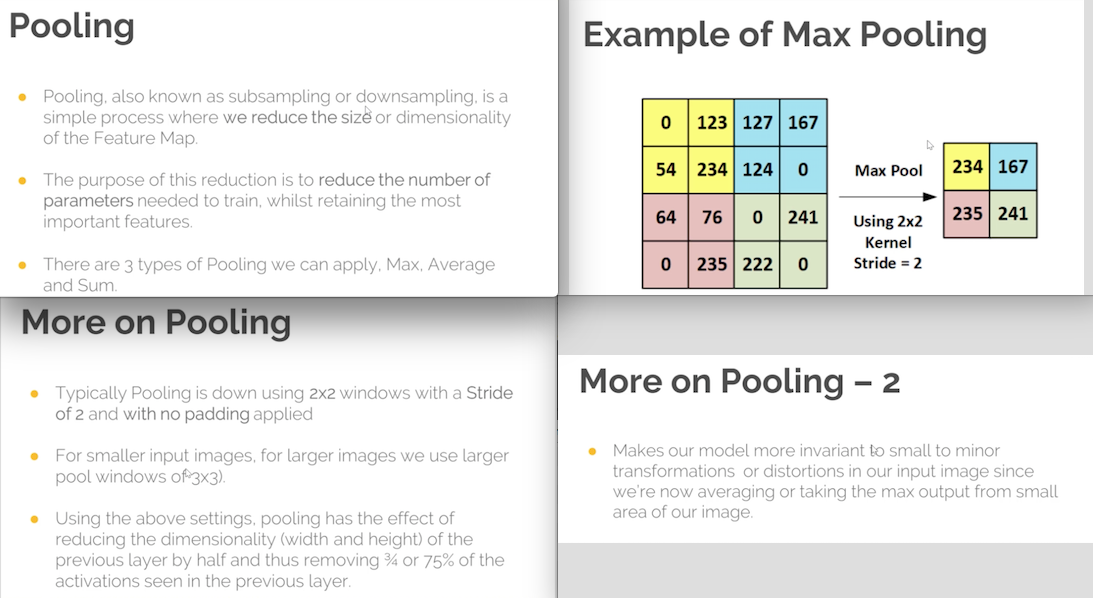 Pooling
Pooling, also known as subsampling or downsampling, is a
simple process where we reduce the size or dimensionality
of the Feature Map.
The purpose of this reduction is to reduce the number of
parameters needed to train, whilst retaining the most
important features.
There are 3 types of Pooling we can apply, Max, Average
and Sum.
Example of Max Pooling
0 123 127 167
54 234 124 0
64 76 0 241
0 235 222 0
Max Pool
Using 2x2
Kernel
Stride = 2
234 167
235 241
More on Pooling
Typically Pooling is down using 2x2 windows with a Stride
of 2 and with no padding applied
For smaller input images, for larger images we use larger
pool windows of 3x3).
Using the above settings, pooling has the effect of
reducing the dimensionality (width and height) of the
previous layer by half and thus removing ¾ or 75% of the
activations seen in the previous layer.
More on Pooling – 2
Makes our model more invariant to small to minor
transformations or distortions in our input image since
we're now averaging or taking the max output from small
area of our image.